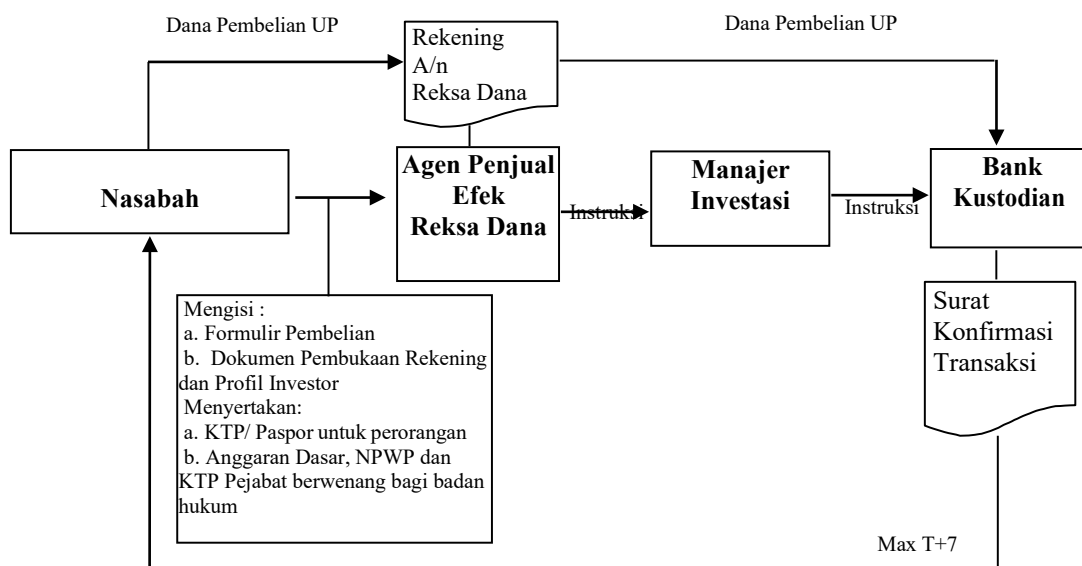 Dana Pembelian UP
Dana Pembelian UP
Rekening
A/n
Reksa Dana
Nasabah
Agen Penjual
Efek
Reksa Dana
Instruksi
Manajer
Investasi
Instruksi
Bank
Kustodian
Mengisi :
a. Formulir Pembelian
b. Dokumen Pembukaan Rekening
dan Profil Investor
Menyertakan:
a. KTP/ Paspor untuk perorangan
b. Anggaran Dasar, NPWP dan
KTP Pejabat berwenang bagi badan
hukum
Surat
Konfirmasi
Transaksi
Max T+7